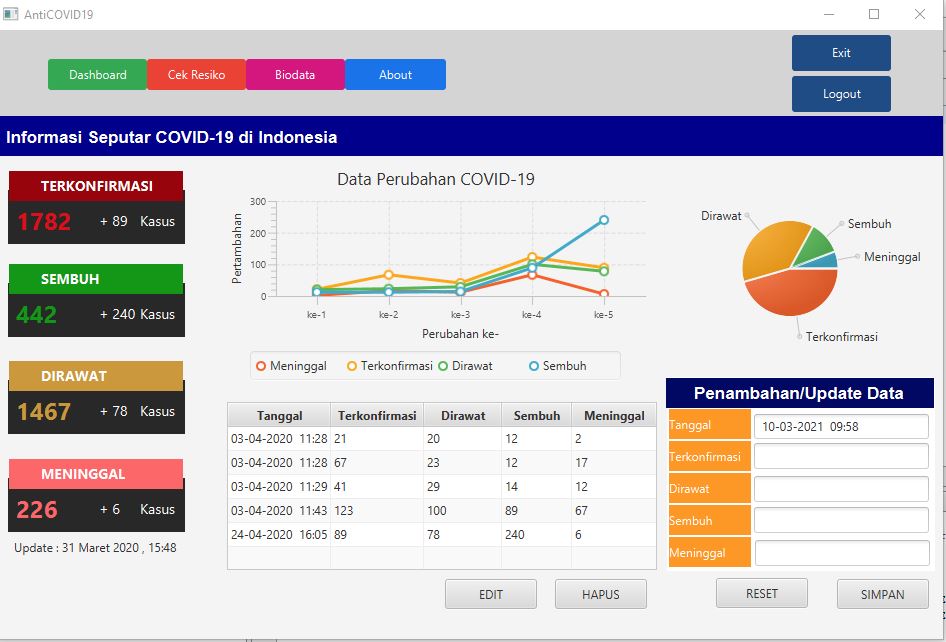 AntiCOVID19
Dashboard Cek Resiko Biodata About
Exit
Logout
Informasi Seputar COVID-19 di Indonesia
TERKONFIRMASI
1782 + 89 Kasus
SEMBUH
442 + 240 Kasus
DIRAWAT
1467 + 78 Kasus
MENINGGAL
226 + 6 Kasus
Update : 31 Maret 2020 , 15:48
Data Perubahan COVID-19
Pertambahan
300
200
100
0
ke-1 ke-2 ke-3 ke-4 ke-5
Perubahan ke-
Meninggal Terkonfirmasi Dirawat Sembuh
Dirawat
Sembuh
Meninggal
Terkonfirmasi
Tanggal Terkonfirmasi Dirawat Sembuh Meninggal
03-04-2020 11:28 21 20 12 2
03-04-2020 11:28 67 23 12 17
03-04-2020 11:29 41 29 14 12
03-04-2020 11:43 123 100 89 67
24-04-2020 16:05 89 78 240 6
EDIT HAPUS
Penambahan/Update Data
Tanggal 10-03-2021 09:58
Terkonfirmasi
Dirawat
Sembuh
Meninggal
RESET SIMPAN